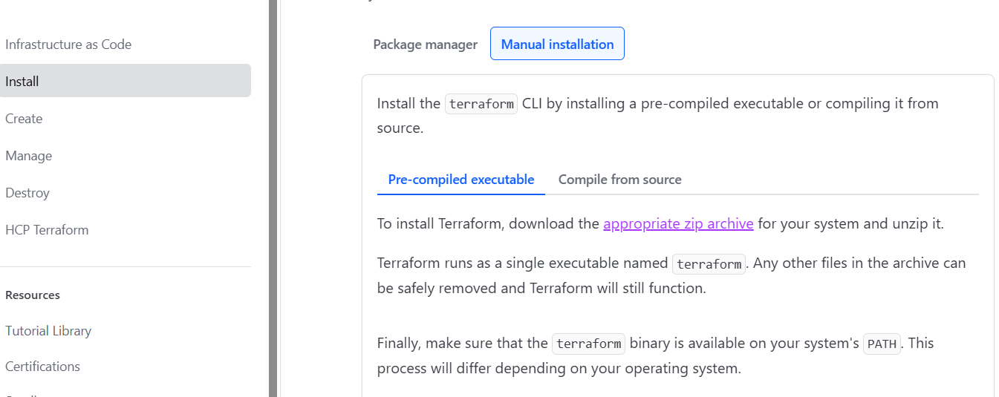 Infrastructure as Code
Install
Create
Manage
Destroy
HCP Terraform
Resources
Tutorial Library
Certifications
Package manager
Manual installation
Install the terraform CLI by installing a pre-compiled executable or compiling it from
source.
Pre-compiled executable
Compile from source
To install Terraform, download the appropriate zip archive for your system and unzip it.
Terraform runs as a single executable named terraform. Any other files in the archive can
be safely removed and Terraform will still function.
Finally, make sure that the terraform binary is available on your system's PATH. This
process will differ depending on your operating system.